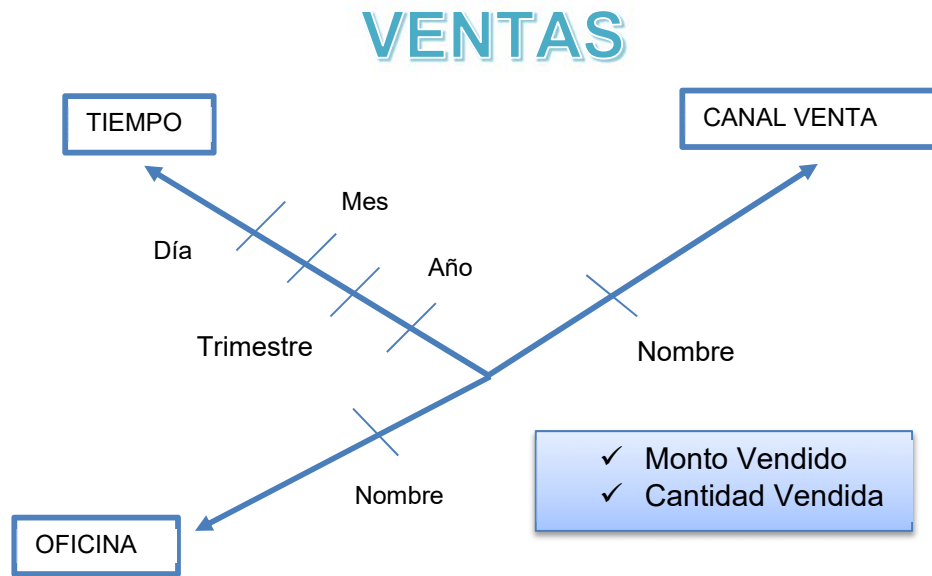 VENTAS
TIEMPO
CANAL VENTA
Mes
Día
Año
Trimestre
Nombre
Monto Vendido
Cantidad Vendida
Nombre
OFICINA